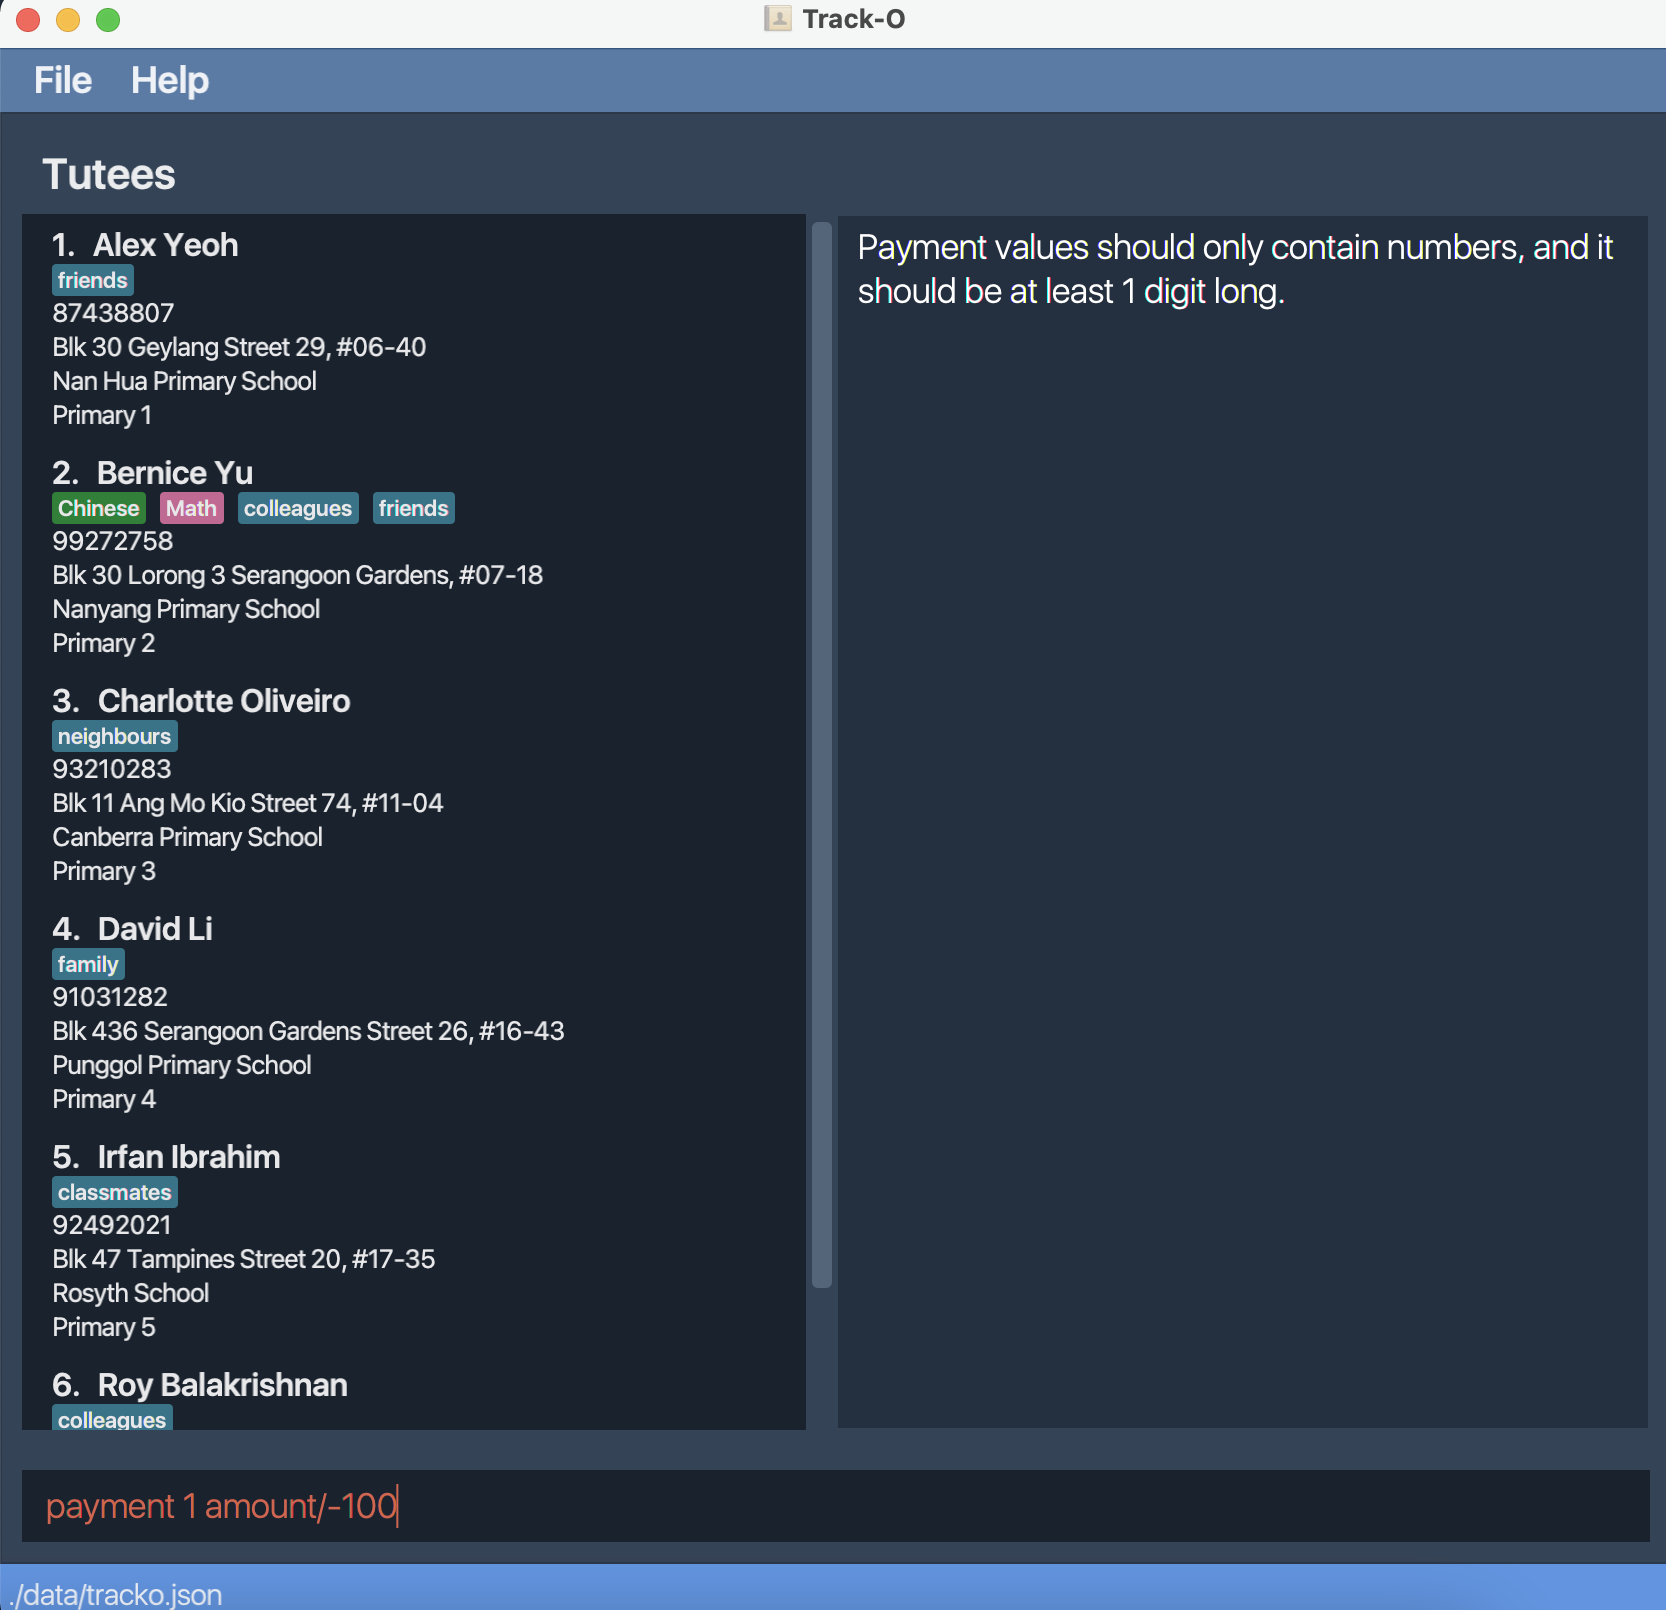 Track-O
File Help
Tutees
1. Alex Yeoh
friends
87438807
Blk 30 Geylang Street 29, #06-40
Nan Hua Primary School
Primary 1
2. Bernice Yu
Chinese Math colleagues friends
99272758
Blk 30 Lorong 3 Serangoon Gardens, #07-18
Nanyang Primary School
Primary 2
3. Charlotte Oliveiro
neighbours
93210283
Blk 11 Ang Mo Kio Street 74, #11-04
Canberra Primary School
Primary 3
4. David Li
family
91031282
Blk 436 Serangoon Gardens Street 26, #16-43
Punggol Primary School
Primary 4
5. Irfan Ibrahim
classmates
92492021
Blk 47 Tampines Street 20, #17-35
Rosyth School
Primary 5
6. Roy Balakrishnan
colleagues
Payment values should only contain numbers, and it
should be at least 1 digit long.
payment 1 amount/-100
./data/tracko.json